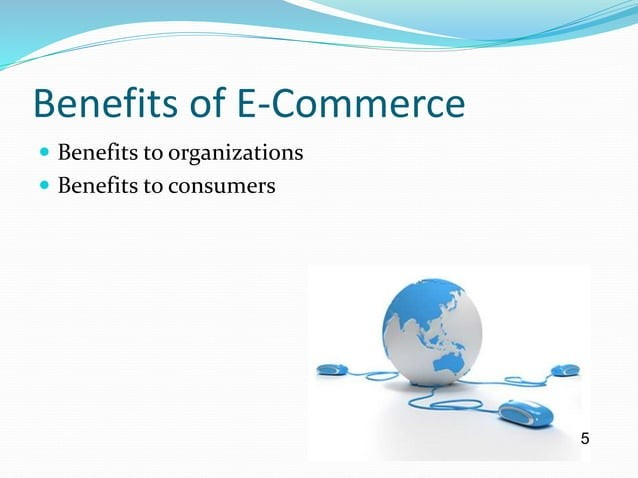 Benefits of E-Commerce
Benefits to organizations
Benefits to consumers
5